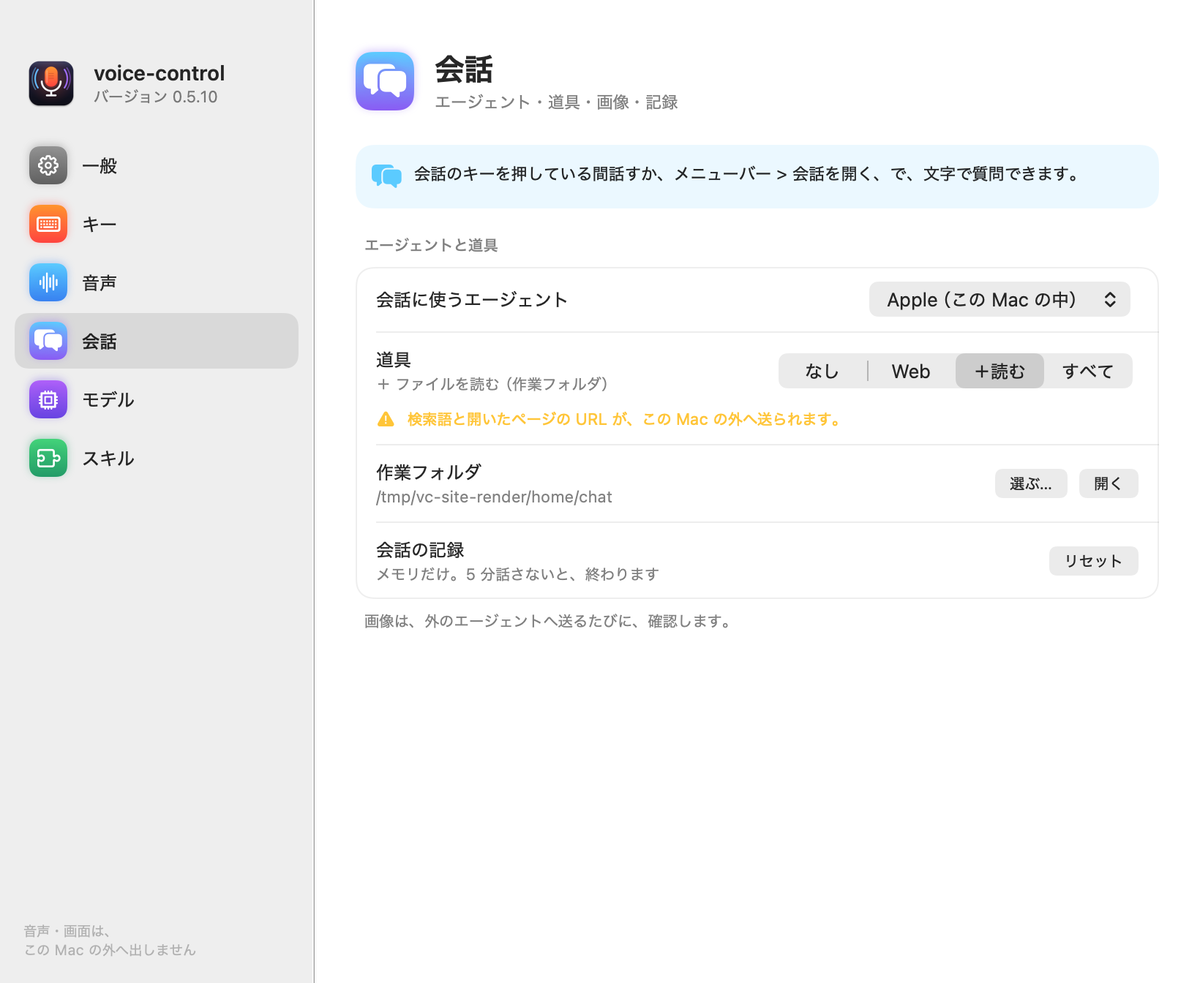 voice-control
バージョン 0.5.10
一般
キー
音声
会話
モデル
スキル
音声・画面は、
この Mac の外へ出しません
会話
エージェント・道具・画像・記録
会話のキーを押している間話すか、メニューバー > 会話を開く、で、文字で質問できます。
エージェントと道具
会話に使うエージェント
Apple（この Mac の中）
道具
＋ ファイルを読む（作業フォルダ）
なし
Web
＋読む
すべて
検索語と開いたページの URL が、この Mac の外へ送られます。
作業フォルダ
/tmp/vc-site-render/home/chat
選ぶ...
開く
会話の記録
メモリだけ。5 分話さないと、終わります
リセット
画像は、外のエージェントへ送るたびに、確認します。